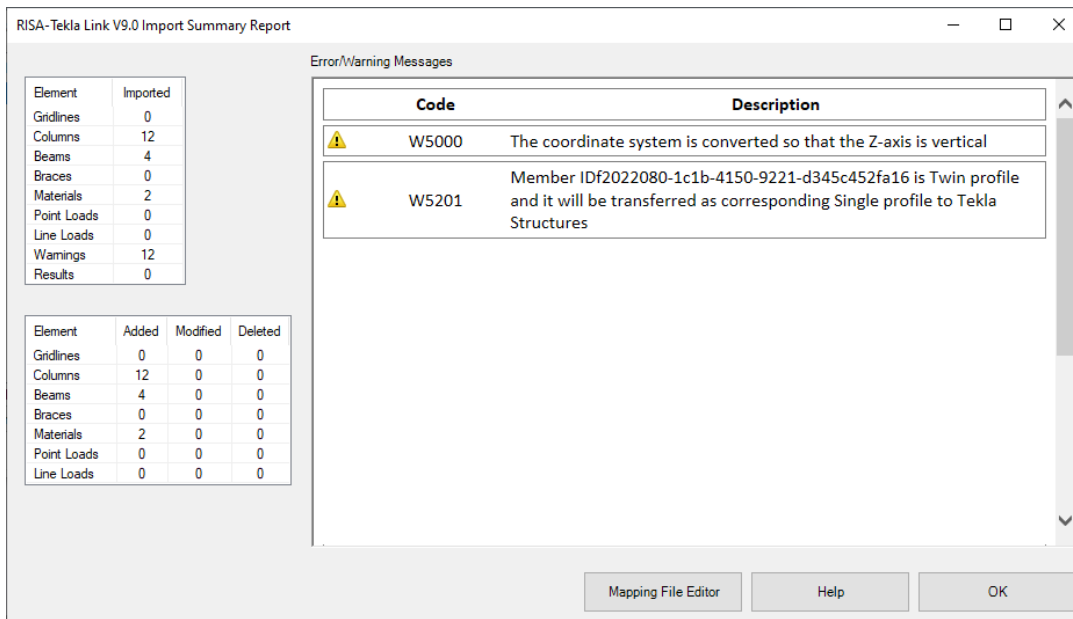 RISA-Tekla Link V9.0 Import Summary Report
Error/Warning Messages
Element Imported
Gridlines 0
Columns 12
Beams 4
Braces 0
Materials 2
Point Loads 0
Line Loads 0
Warnings 12
Results 0
Element Added Modified Deleted
Gridlines 0 0 0
Columns 12 0 0
Beams 4 0 0
Braces 0 0 0
Materials 2 0 0
Point Loads 0 0 0
Line Loads 0 0 0
Code Description
W5000 The coordinate system is converted so that the Z-axis is vertical
Member IDf2022080-1c1b-4150-9221-d345c452fa16 is Twin profile
W5201 and it will be transferred as corresponding Single profile to Tekla
Structures
Mapping File Editor Help OK